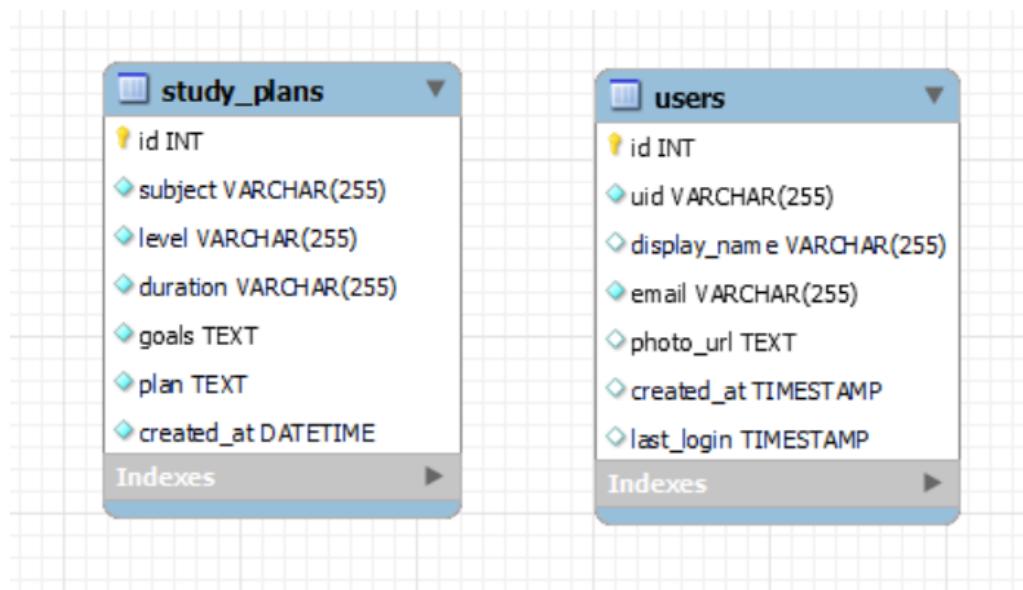 study_plans
id INT
subject VARCHAR(255)
level VARCHAR(255)
duration VARCHAR(255)
goals TEXT
plan TEXT
created_at DATETIME
Indexes
users
id INT
uid VARCHAR(255)
display_name VARCHAR(255)
email VARCHAR(255)
photo_url TEXT
created_at TIMESTAMP
last_login TIMESTAMP
Indexes